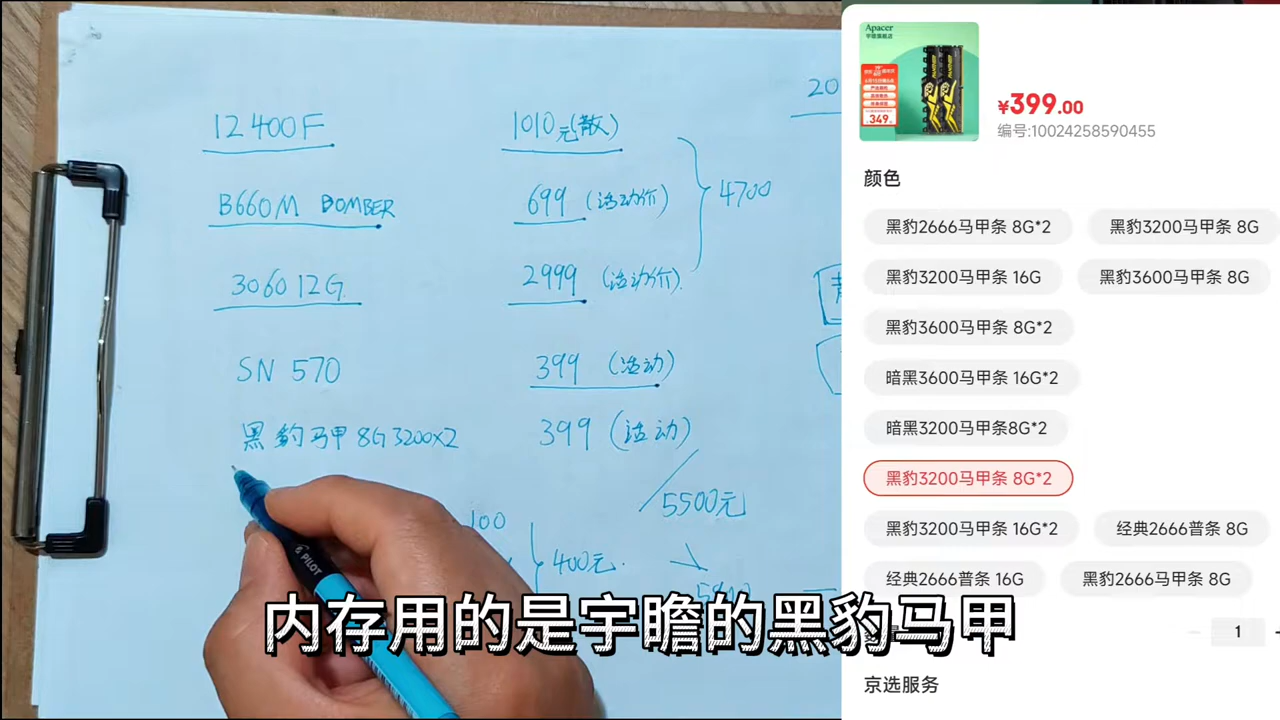 20
12400F 1010元(散)
B660M BOMBER 699 (活动价)
4700
3060 12G 2999 (活动价)
SN 570 399 (活动)
黑豹马甲8G3200x2 399 (活动)
5500元
100
400元
内存用的是宇瞻的黑豹马甲
Apacer
349
¥399.00
编号:10024258590455
颜色
黑豹2666马甲条 8G*2
黑豹3200马甲条 8G
黑豹3200马甲条 16G
黑豹3600马甲条 8G
黑豹3600马甲条 8G*2
暗黑3600马甲条 16G*2
暗黑3200马甲条8G*2
黑豹3200马甲条 8G*2
黑豹3200马甲条 16G*2
经典2666普条 8G
经典2666普条 16G
黑豹2666马甲条 8G
1
京选服务
PILOT